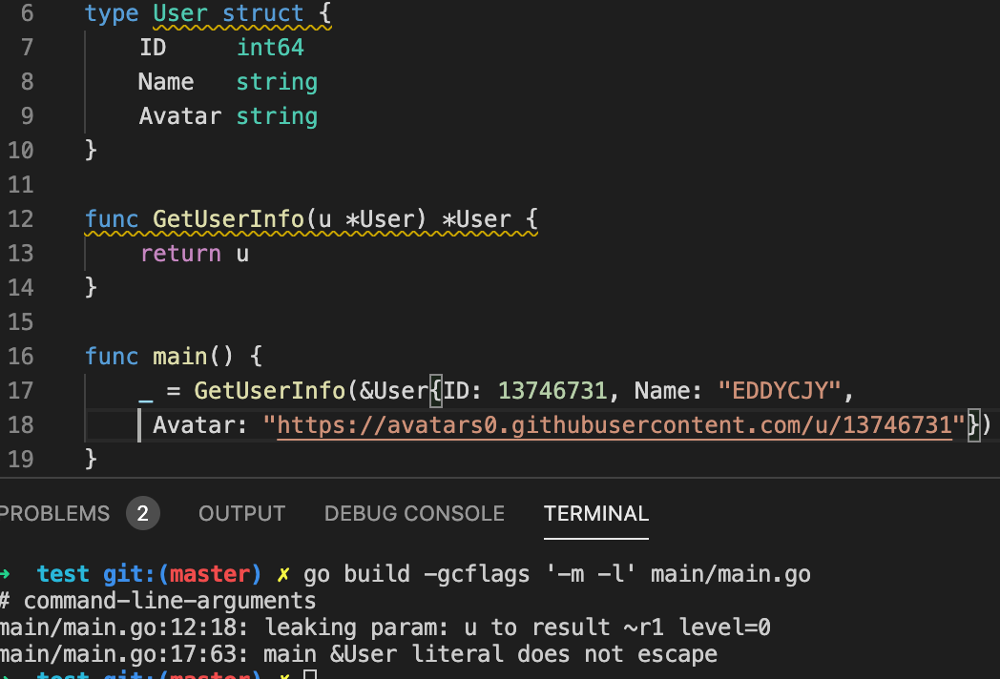 6 type User struct {
7 ID int64
8 Name string
9 Avatar string
10 }
11
12 func GetUserInfo(u *User) *User {
13 return u
14 }
15
16 func main() {
17 _ = GetUserInfo(&User{ID: 13746731, Name: "EDDYCJY",
18 Avatar: "https://avatars0.githubusercontent.com/u/13746731"})
19 }
PROBLEMS 2 OUTPUT DEBUG CONSOLE TERMINAL
→ test git:(master) ✗ go build -gcflags '-m -l' main/main.go
# command-line-arguments
main/main.go:12:18: leaking param: u to result ~r1 level=0
main/main.go:17:63: main &User literal does not escape
→ test git:(master) ✗